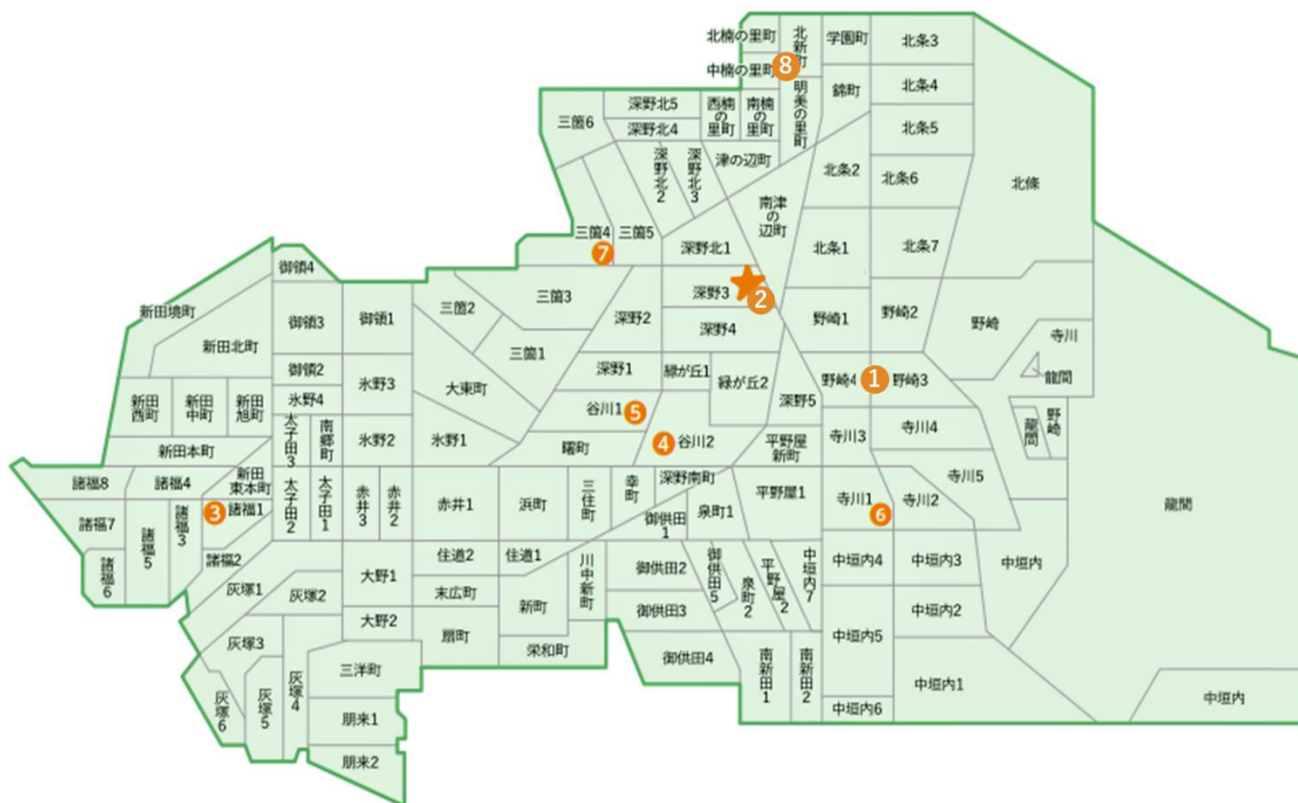 北楠の里町
北新町
学園町
北条3
中楠の里町
8
北条4
錦町
明美の里町
三箇6
深野北5
深野北4
西楠の里町
南楠の里町
北条5
津の辺町
深野北2
深野北3
北条2
北条6
北條
南津の辺町
三箇4
三箇5
7
深野北1
北条1
北条7
御領4
深野3
2
新田境町
三箇2
三箇3
御領3
御領1
深野2
深野4
野崎1
野崎2
野崎
寺川
新田北町
三箇1
御領2
深野1
緑が丘1
緑が丘2
野崎4
1
野崎3
龍間
氷野3
大東町
氷野4
新田西町
新田中町
新田旭町
谷川1
5
深野5
龍間
野崎
太子田3
南郷町
氷野2
氷野1
曙町
4
谷川2
平野屋新町
寺川3
寺川4
新田本町
諸福8
諸福4
新田東本町
太子田2
太子田1
赤井3
赤井2
赤井1
浜町
三住町
幸町
深野南町
平野屋1
寺川1
寺川2
寺川5
龍間
諸福7
諸福5
諸福3
3
諸福1
御供田1
泉町1
6
諸福6
諸福2
住道2
住道1
川中新町
御供田2
御供田5
泉町2
平野屋2
中垣内7
中垣内4
中垣内3
中垣内
灰塚1
灰塚2
大野1
末広町
新町
御供田3
中垣内2
灰塚3
大野2
扇町
栄和町
御供田4
南新田1
南新田2
中垣内5
灰塚6
灰塚5
灰塚4
三洋町
中垣内1
中垣内
朋来1
中垣内6
朋来2